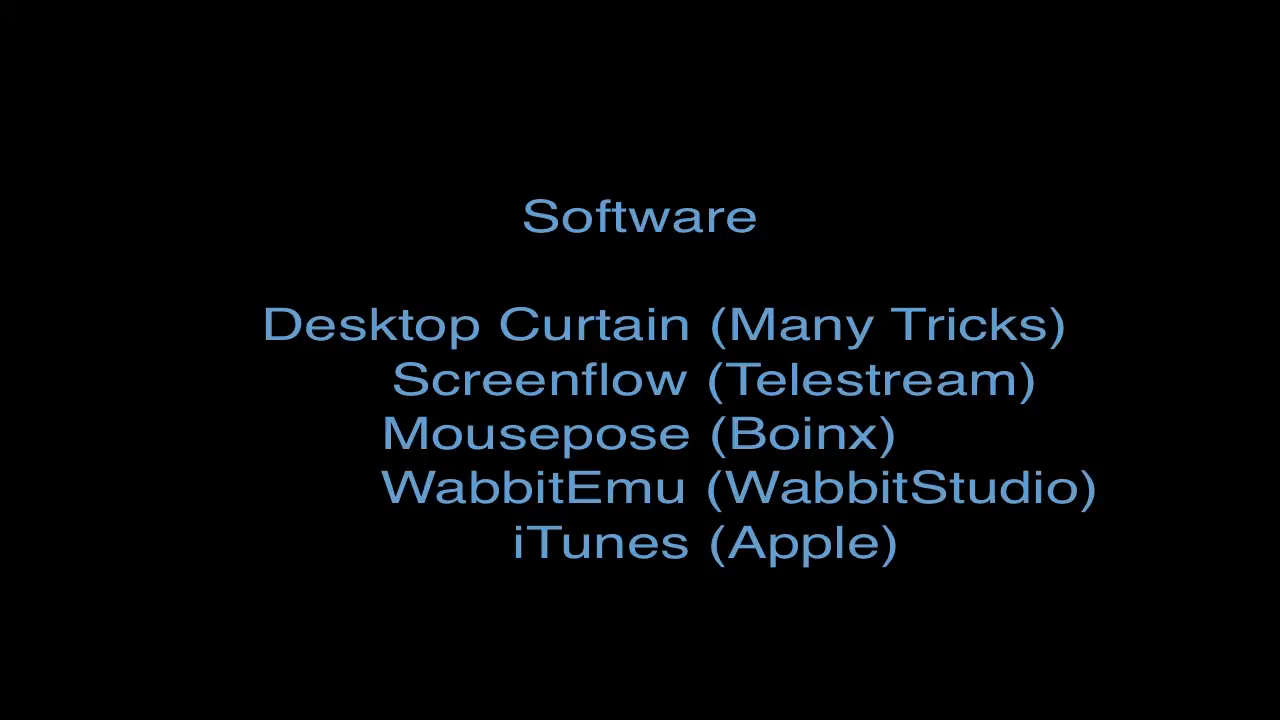 Software
Desktop Curtain (Many Tricks)
Screenflow (Telestream)
Mousepose (Boinx)
WabbitEmu (WabbitStudio)
iTunes (Apple)